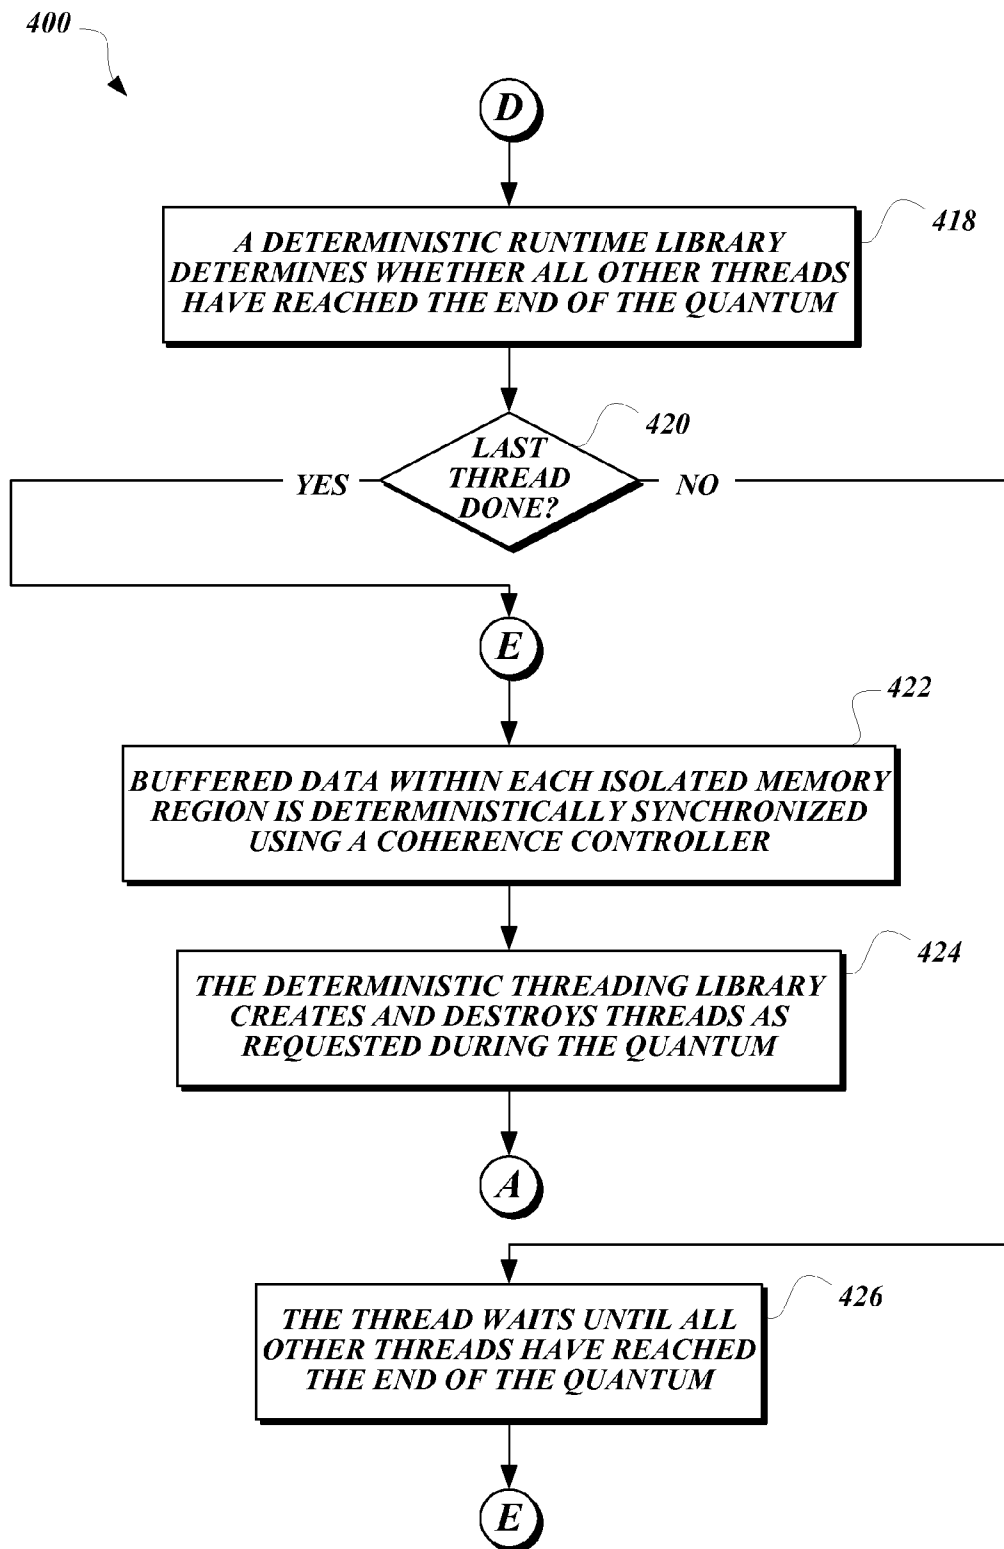 400
D
418
A DETERMINISTIC RUNTIME LIBRARY
DETERMINES WHETHER ALL OTHER THREADS
HAVE REACHED THE END OF THE QUANTUM
420
LAST
THREAD
DONE?
YES
NO
E
422
BUFFERED DATA WITHIN EACH ISOLATED MEMORY
REGION IS DETERMINISTICALLY SYNCHRONIZED
USING A COHERENCE CONTROLLER
424
THE DETERMINISTIC THREADING LIBRARY
CREATES AND DESTROYS THREADS AS
REQUESTED DURING THE QUANTUM
A
426
THE THREAD WAITS UNTIL ALL
OTHER THREADS HAVE REACHED
THE END OF THE QUANTUM
E